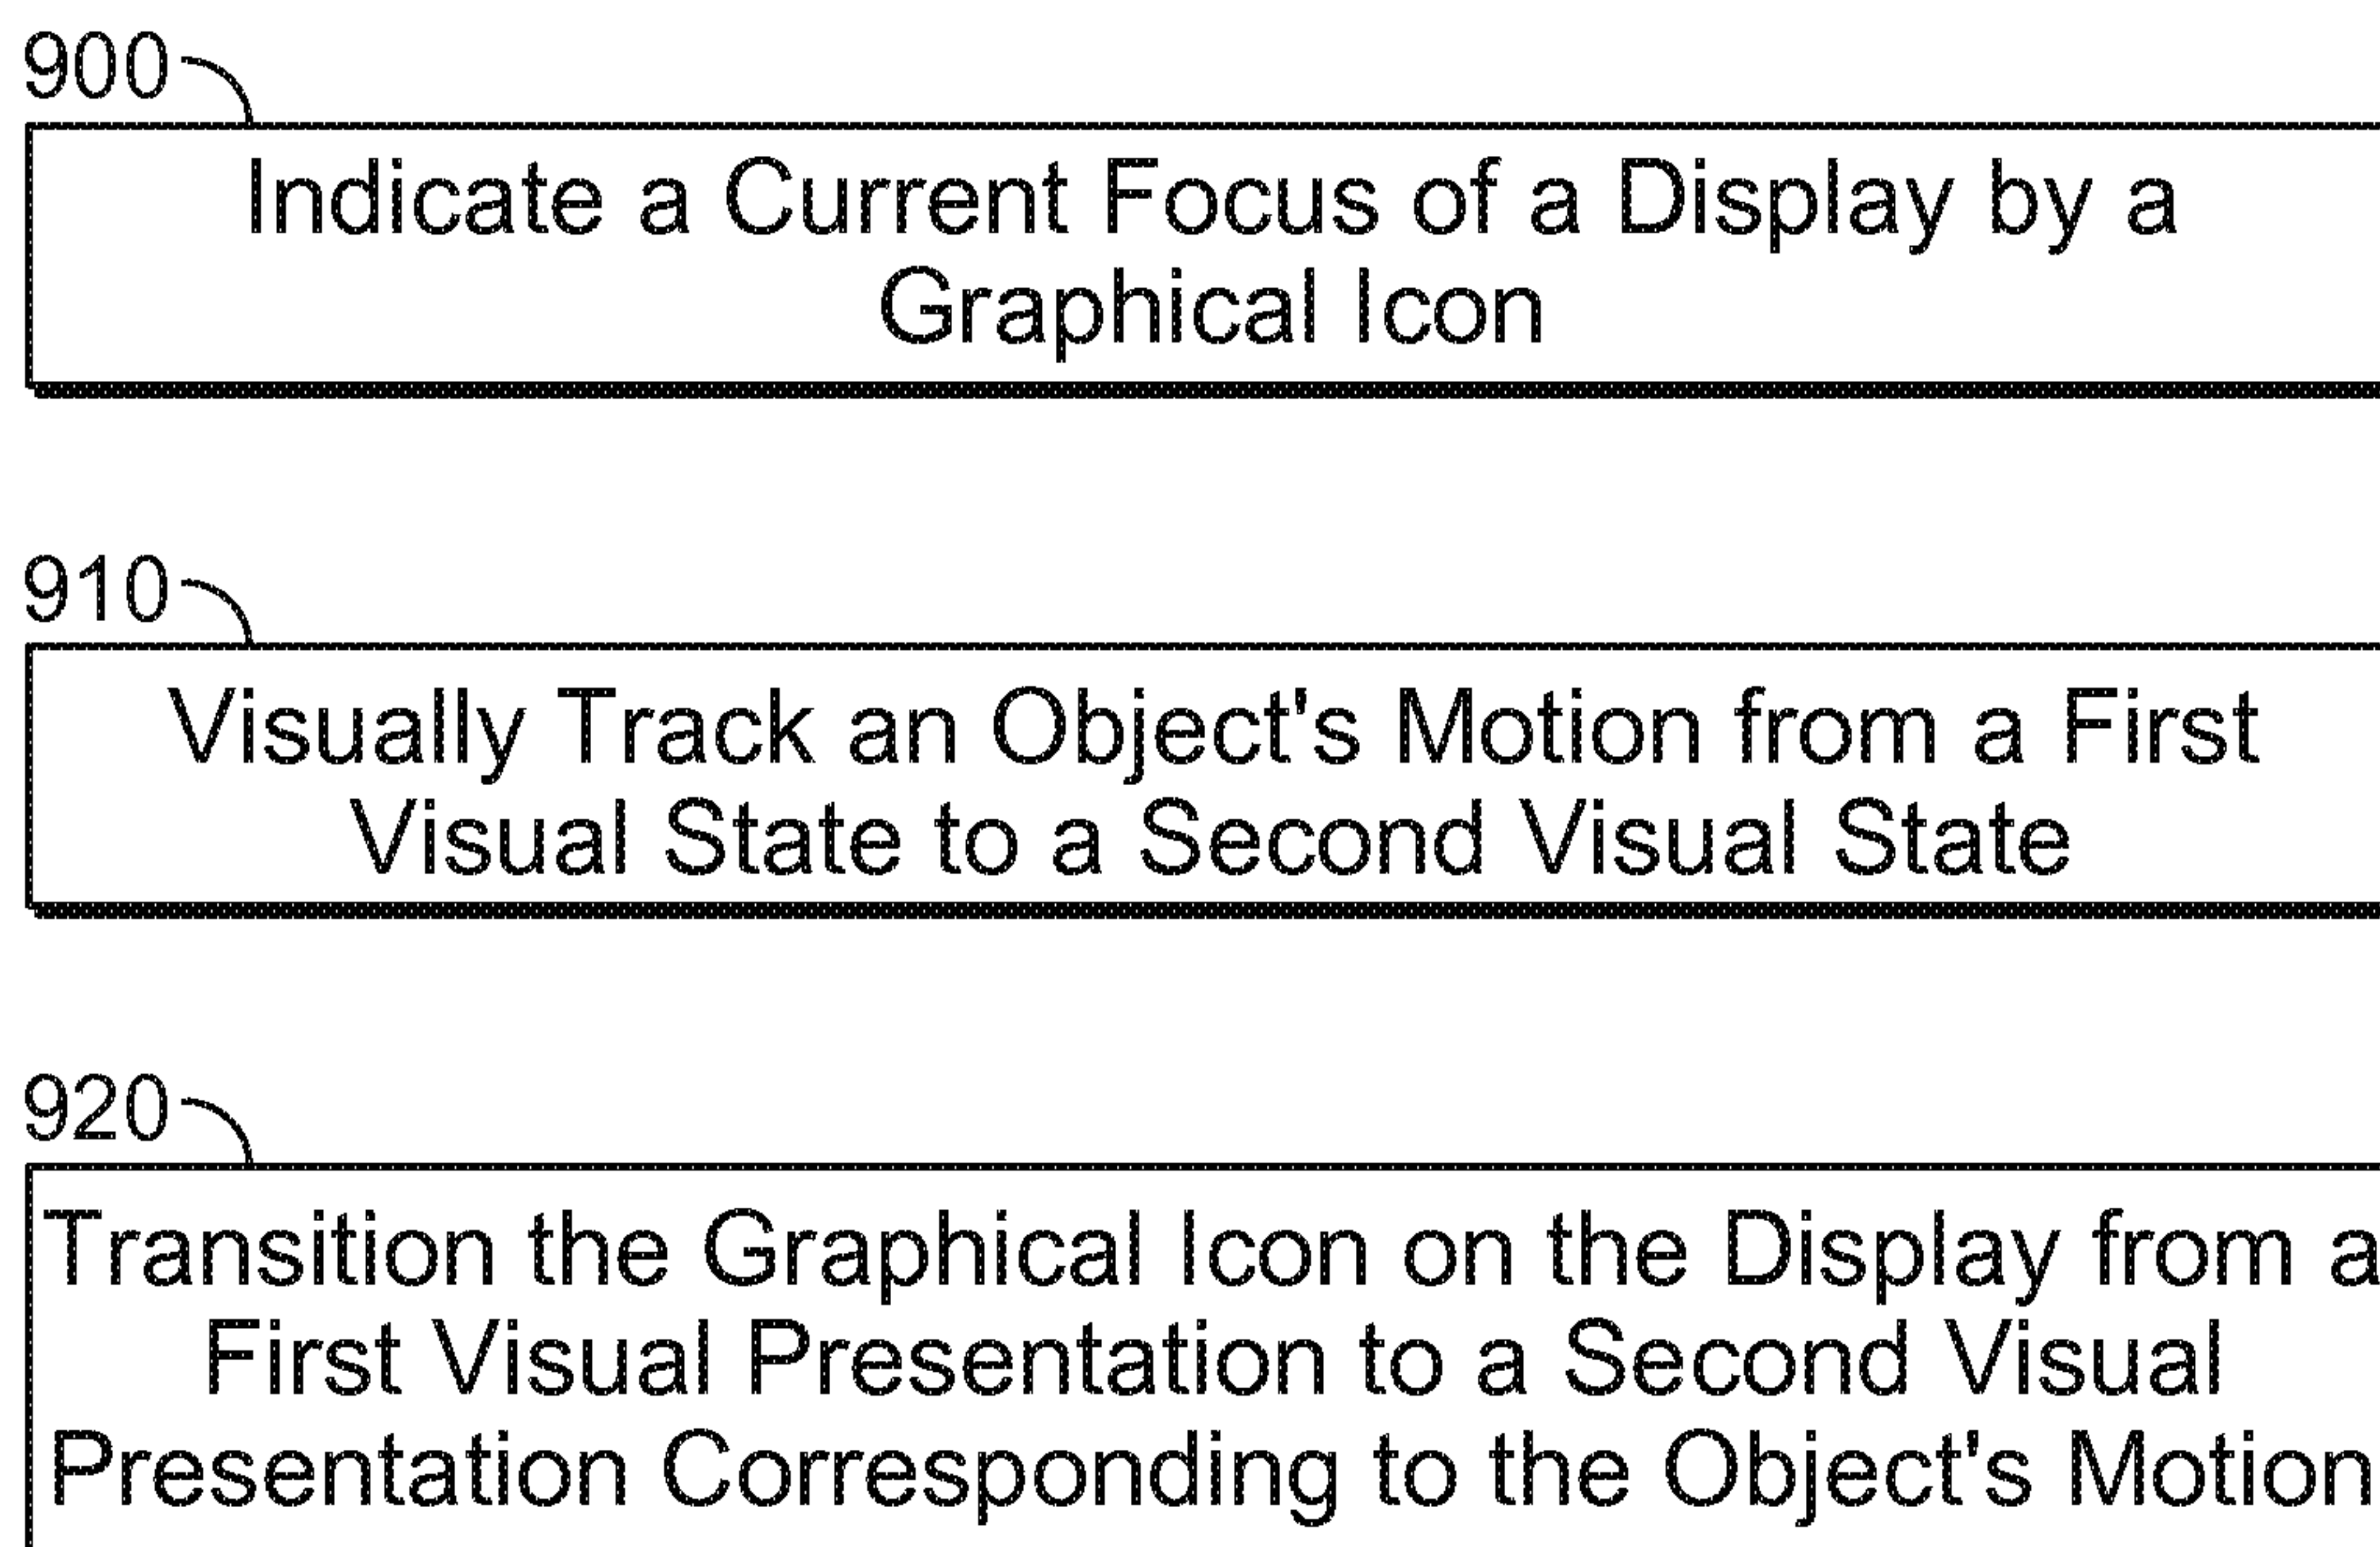 900
Indicate a Current Focus of a Display by a
Graphical Icon
910
Visually Track an Object's Motion from a First
Visual State to a Second Visual State
920
Transition the Graphical Icon on the Display from a
First Visual Presentation to a Second Visual
Presentation Corresponding to the Object's Motion